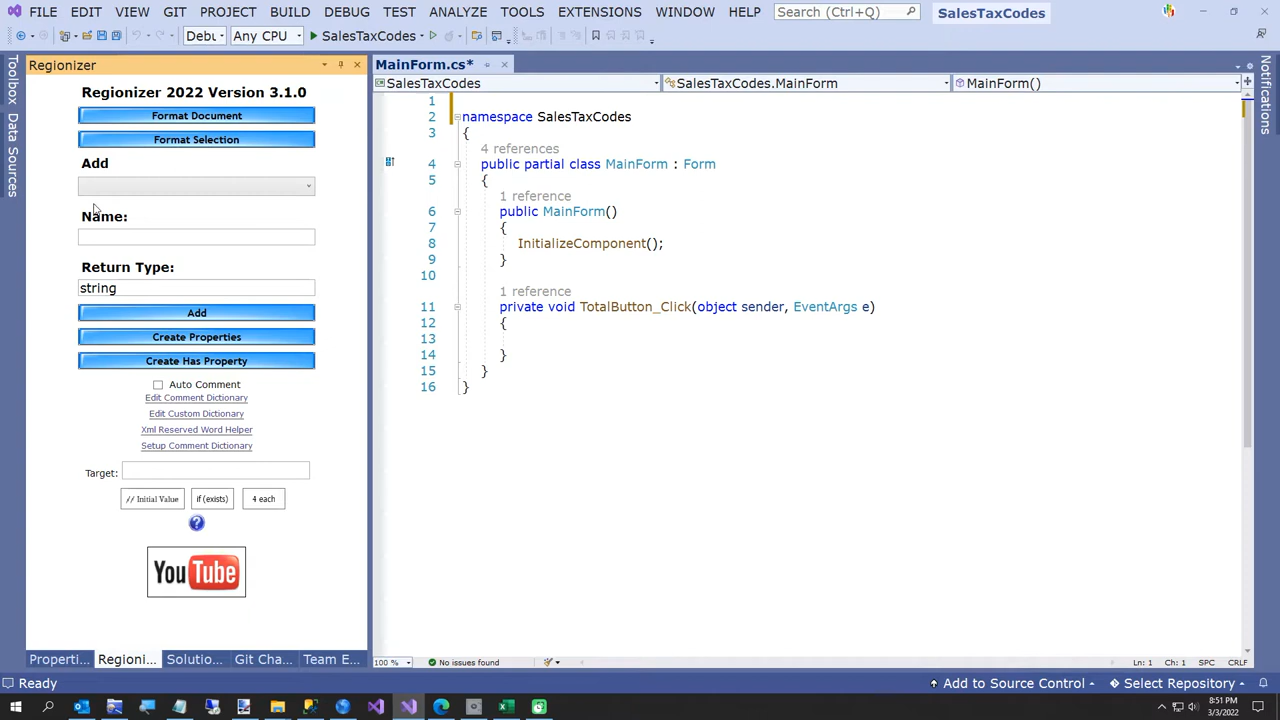 FILE EDIT VIEW GIT PROJECT BUILD DEBUG TEST ANALYZE TOOLS EXTENSIONS WINDOW HELP Search (Ctrl+Q) SalesTaxCodes
Debu Any CPU SalesTaxCodes
Toolbox
Data Sources
Regionizer
Regionizer 2022 Version 3.1.0
Format Document
Format Selection
Add
Name:
Return Type:
string
Add
Create Properties
Create Has Property
Auto Comment
Edit Comment Dictionary
Edit Custom Dictionary
Xml Reserved Word Helper
Setup Comment Dictionary
Target:
// Initial Value if (exists) 4 each
?
You Tube
Properti... Regioni... Solutio... Git Cha... Team E...
MainForm.cs*
SalesTaxCodes SalesTaxCodes.MainForm MainForm()
1
2 namespace SalesTaxCodes
3 {
4 references
4 public partial class MainForm : Form
5 {
1 reference
6 public MainForm()
7 {
8 InitializeComponent();
9 }
10
1 reference
11 private void TotalButton_Click(object sender, EventArgs e)
12 {
13
14 }
15 }
16 }
100 % No issues found Ln: 1 Ch: 1 SPC CRLF
Notifications
Ready Add to Source Control Select Repository
8:51 PM
3/3/2022